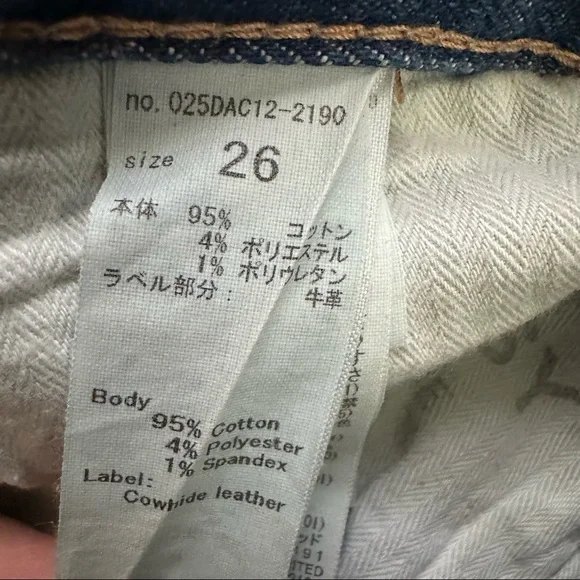 no. 025DAC12-2190
size 26
本体 95% コットン
4% ポリエステル
1% ポリウレタン
ラベル部分: 牛革
Body
95% Cotton
4% Polyester
1% Spandex
Label:
Cowhide leather